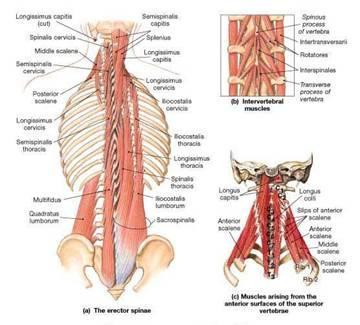 Longissimus
capitis
(cut)
Spinalis cervicis
Middle scalene
Semispinalis
cervicis
Posterior
scalene
Longissimus
cervicis
Semispinalis
thoracis
Multifidus
Quadratus
lumborum
Semispinalis
capitis
Splenius
Longissimus
capitis
Longissimus
cervicis
Iliocostalis
cervicis
Iliocostalis
thoracis
Longissimus
thoracis
Spinalis
thoracis
Iliocostalis
lumborum
Sacrospinalis
(a) The erector spinae
Spinous
process
of vertebra
Intertransversarii
Rotatores
Interspinales
Transverse
process of
vertebra
(b) Intervertebral
muscles
Longus
capitis
Anterior
scalene
Longus
colli
Slips of anterior
scalene
Anterior
scalene
Middle
scalene
Posterior
scalene
Rib 1
Rib 2
(c) Muscles arising from the
anterior surfaces of the superior
vertebrae